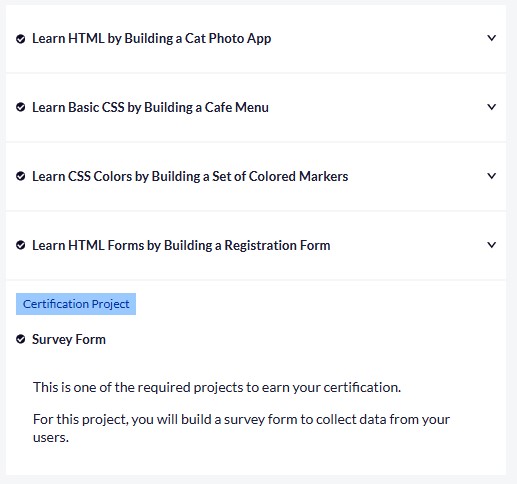 Learn HTML by Building a Cat Photo App
Learn Basic CSS by Building a Cafe Menu
Learn CSS Colors by Building a Set of Colored Markers
Learn HTML Forms by Building a Registration Form
Certification Project
Survey Form
This is one of the required projects to earn your certification.
For this project, you will build a survey form to collect data from your
users.